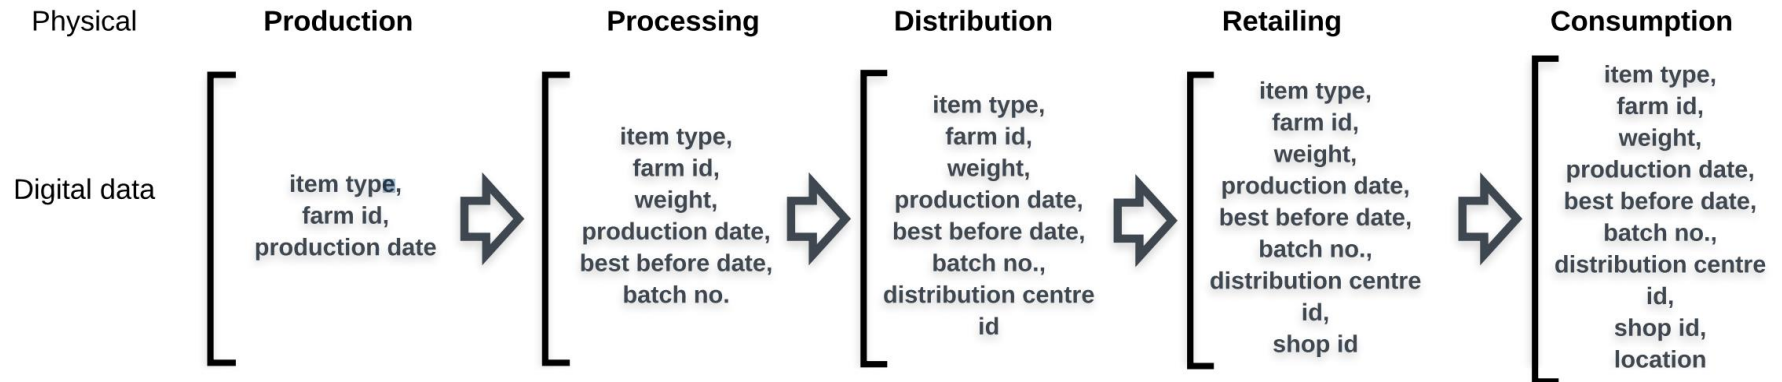 Physical
Production
Processing
Distribution
Retailing
Consumption
Digital data
item type,
farm id,
production date
item type,
farm id,
weight,
production date,
best before date,
batch no.
item type,
farm id,
weight,
production date,
best before date,
batch no.,
distribution centre
id
item type,
farm id,
weight,
production date,
best before date,
batch no.,
distribution centre
id,
shop id
item type,
farm id,
weight,
production date,
best before date,
batch no.,
distribution centre
id,
shop id,
location